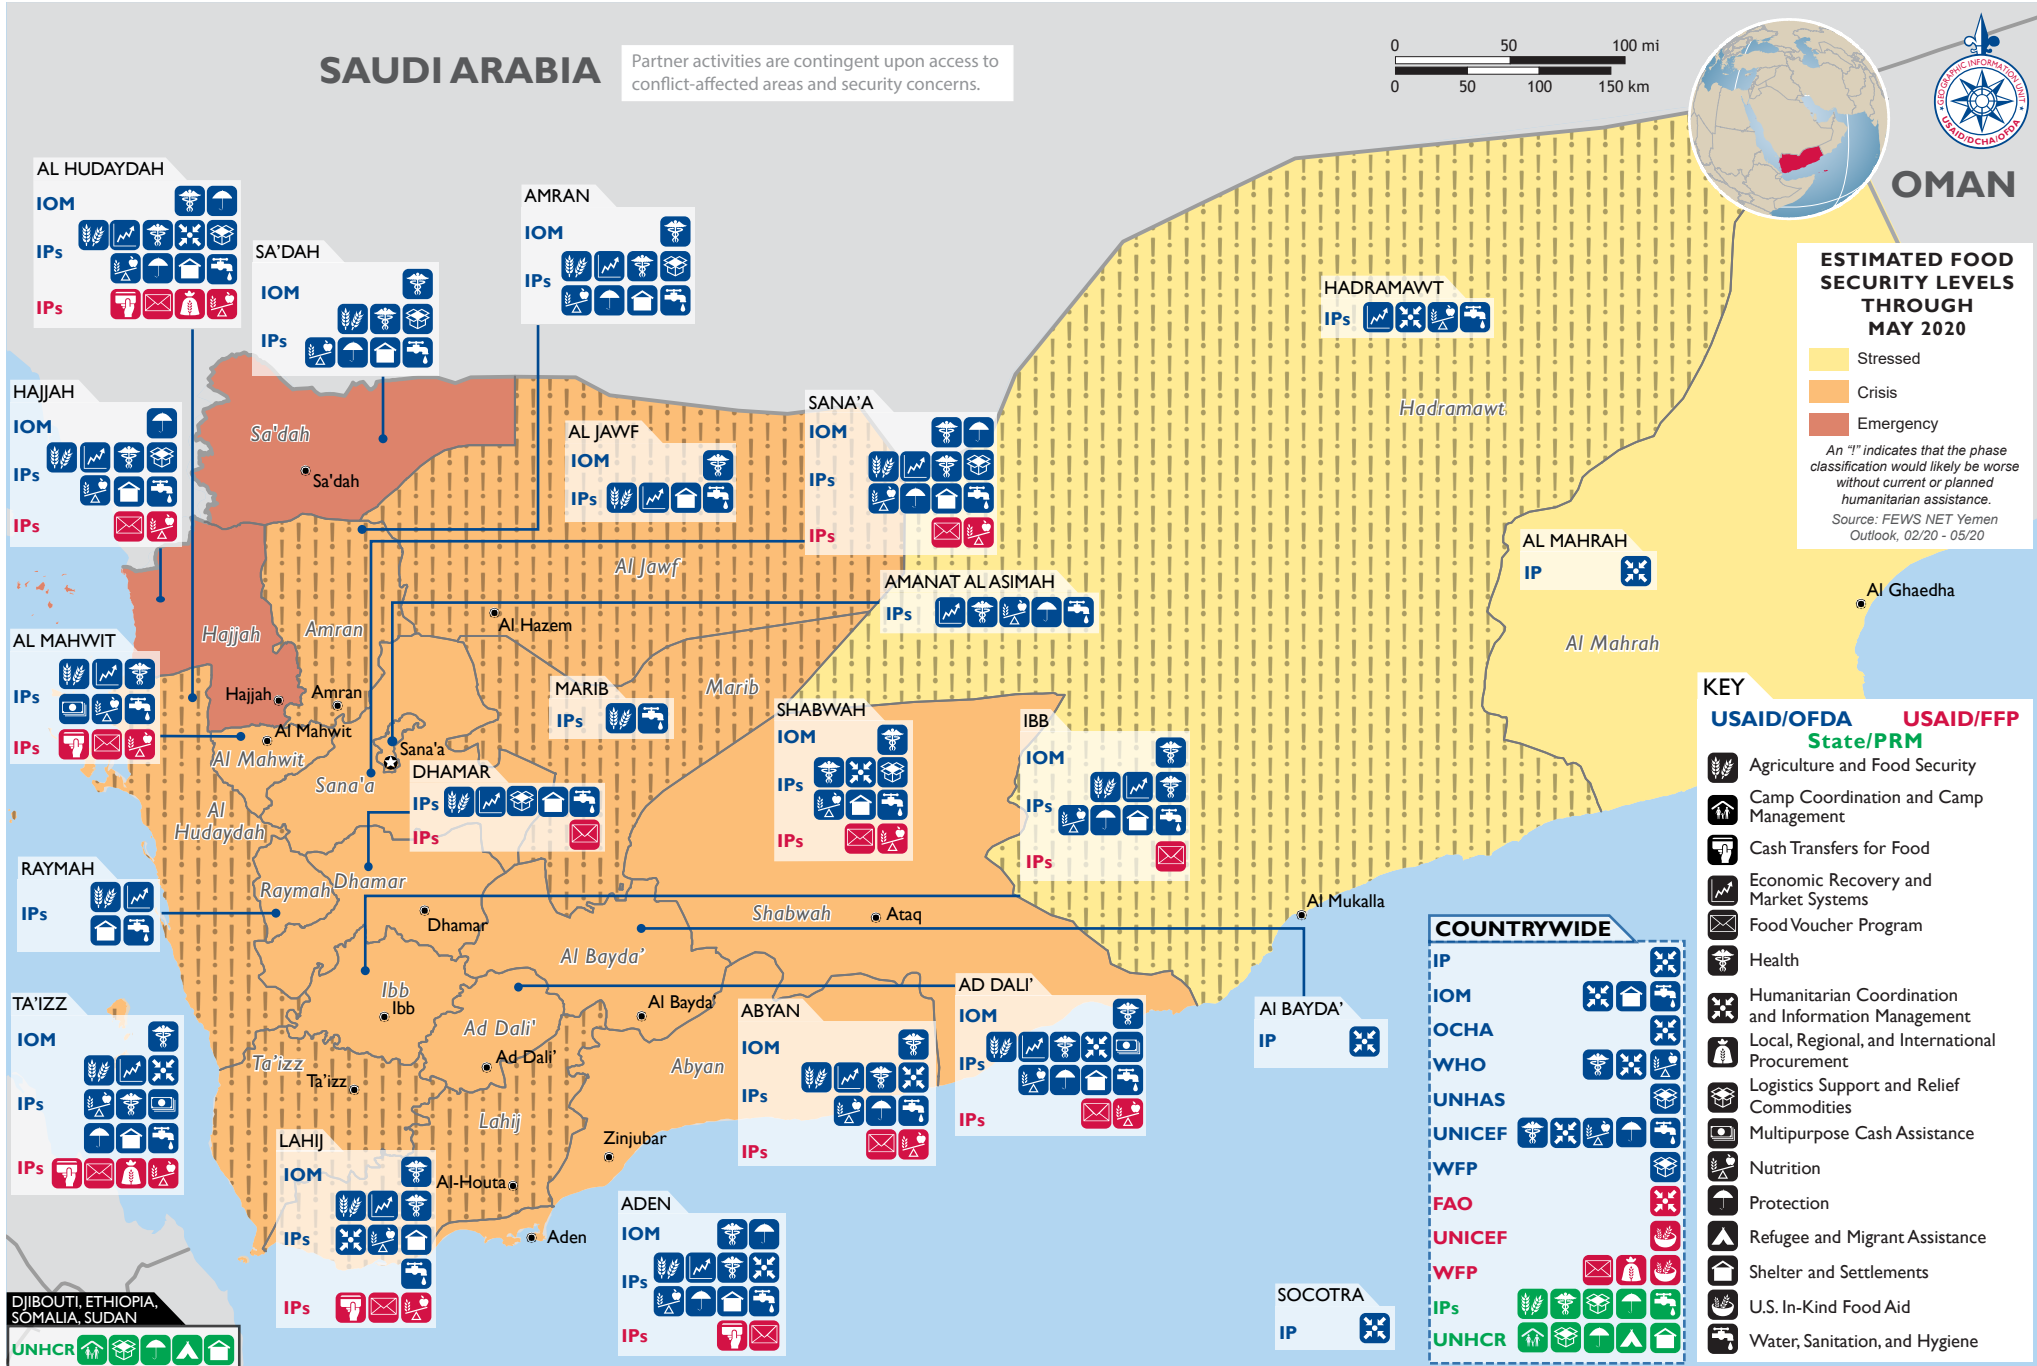 SAUDI ARABIA
Partner activities are contingent upon access to
conflict-affected areas and security concerns.
0 50 100 mi
0 50 100 150 km
GEOGRAPHIC INFORMATION UNIT
USAID/DCHA/OFDA
OMAN
AL HUDAYDAH
IOM
IPs
IPs
SA'DAH
IOM
IPs
AMRAN
IOM
IPs
HADRAMAWT
IPs
ESTIMATED FOOD
SECURITY LEVELS
THROUGH
MAY 2020
Stressed
Crisis
Emergency
An "!" indicates that the phase
classification would likely be worse
without current or planned
humanitarian assistance.
Source: FEWS NET Yemen
Outlook, 02/20 - 05/20
HAJJAH
IOM
IPs
IPs
SANA'A
IOM
IPs
IPs
AL JAWF
IOM
IPs
Hadramawt
Sa'dah
Sa'dah
AL MAHRAH
IP
Al Jawf
AMANAT AL ASIMAH
IPs
Al Ghaedha
Al Hazem
Hajjah
Amran
Al Mahrah
AL MAHWIT
IPs
IPs
MARIB
IPs
Marib
Hajjah
Amran
Al Mahwit
Al Mahwit
Sana'a
Sana'a
SHABWAH
IOM
IPs
IPs
IBB
IOM
IPs
IPs
DHAMAR
IPs
IPs
Al
Hudaydah
RAYMAH
IPs
Raymah
Dhamar
Dhamar
Shabwah
Ataq
Al Mukalla
Al Bayda'
Ibb
Ibb
Al Bayda'
Ad Dali'
Ad Dali'
Abyan
Ta'izz
Ta'izz
Lahij
TA'IZZ
IOM
IPs
IPs
ABYAN
IOM
IPs
IPs
AD DALI'
IOM
IPs
IPs
Al BAYDA'
IP
Zinjubar
LAHIJ
IOM
IPs
IPs
Al-Houta
Aden
ADEN
IOM
IPs
IPs
SOCOTRA
IP
DJIBOUTI, ETHIOPIA,
SOMALIA, SUDAN
UNHCR
COUNTRYWIDE
IP
IOM
OCHA
WHO
UNHAS
UNICEF
WFP
FAO
UNICEF
WFP
IPs
UNHCR
KEY
USAID/OFDA USAID/FFP
State/PRM
Agriculture and Food Security
Camp Coordination and Camp
Management
Cash Transfers for Food
Economic Recovery and
Market Systems
Food Voucher Program
Health
Humanitarian Coordination
and Information Management
Local, Regional, and International
Procurement
Logistics Support and Relief
Commodities
Multipurpose Cash Assistance
Nutrition
Protection
Refugee and Migrant Assistance
Shelter and Settlements
U.S. In-Kind Food Aid
Water, Sanitation, and Hygiene